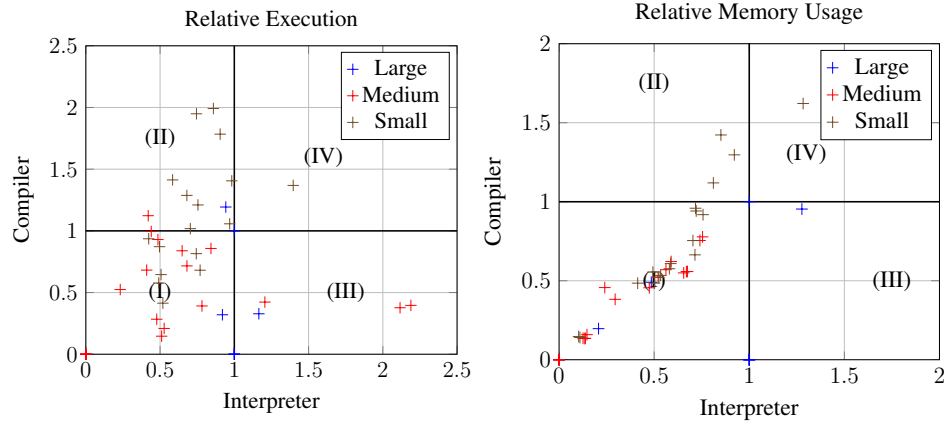 Relative Execution
2.5
2
1.5
1
0.5
0
Compiler
Large
Medium
Small
(II)
(IV)
(I)
(III)
0
0.5
1
1.5
2
2.5
Interpreter
Relative Memory Usage
2
1.5
1
0.5
0
Compiler
Large
Medium
Small
(II)
(IV)
(I)
(III)
0
0.5
1
1.5
2
Interpreter